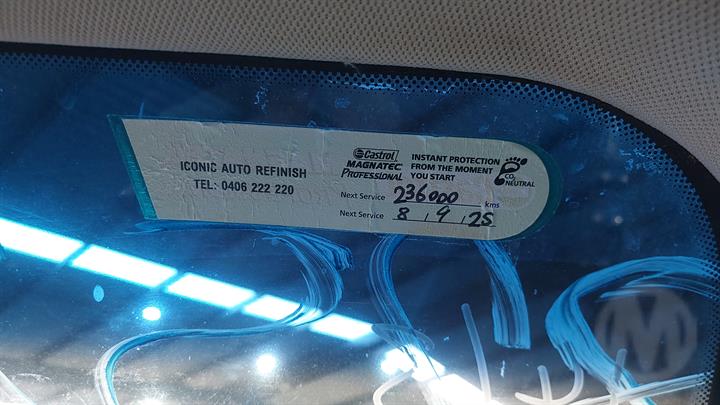 ICONIC AUTO REFINISH
TEL: 0406 222 220
Castrol
MAGNATEC
PROFESSIONAL
INSTANT PROTECTION
FROM THE MOMENT
YOU START
CO2
NEUTRAL
Next Service 236000 kms
Next Service 8, 9, 25
M